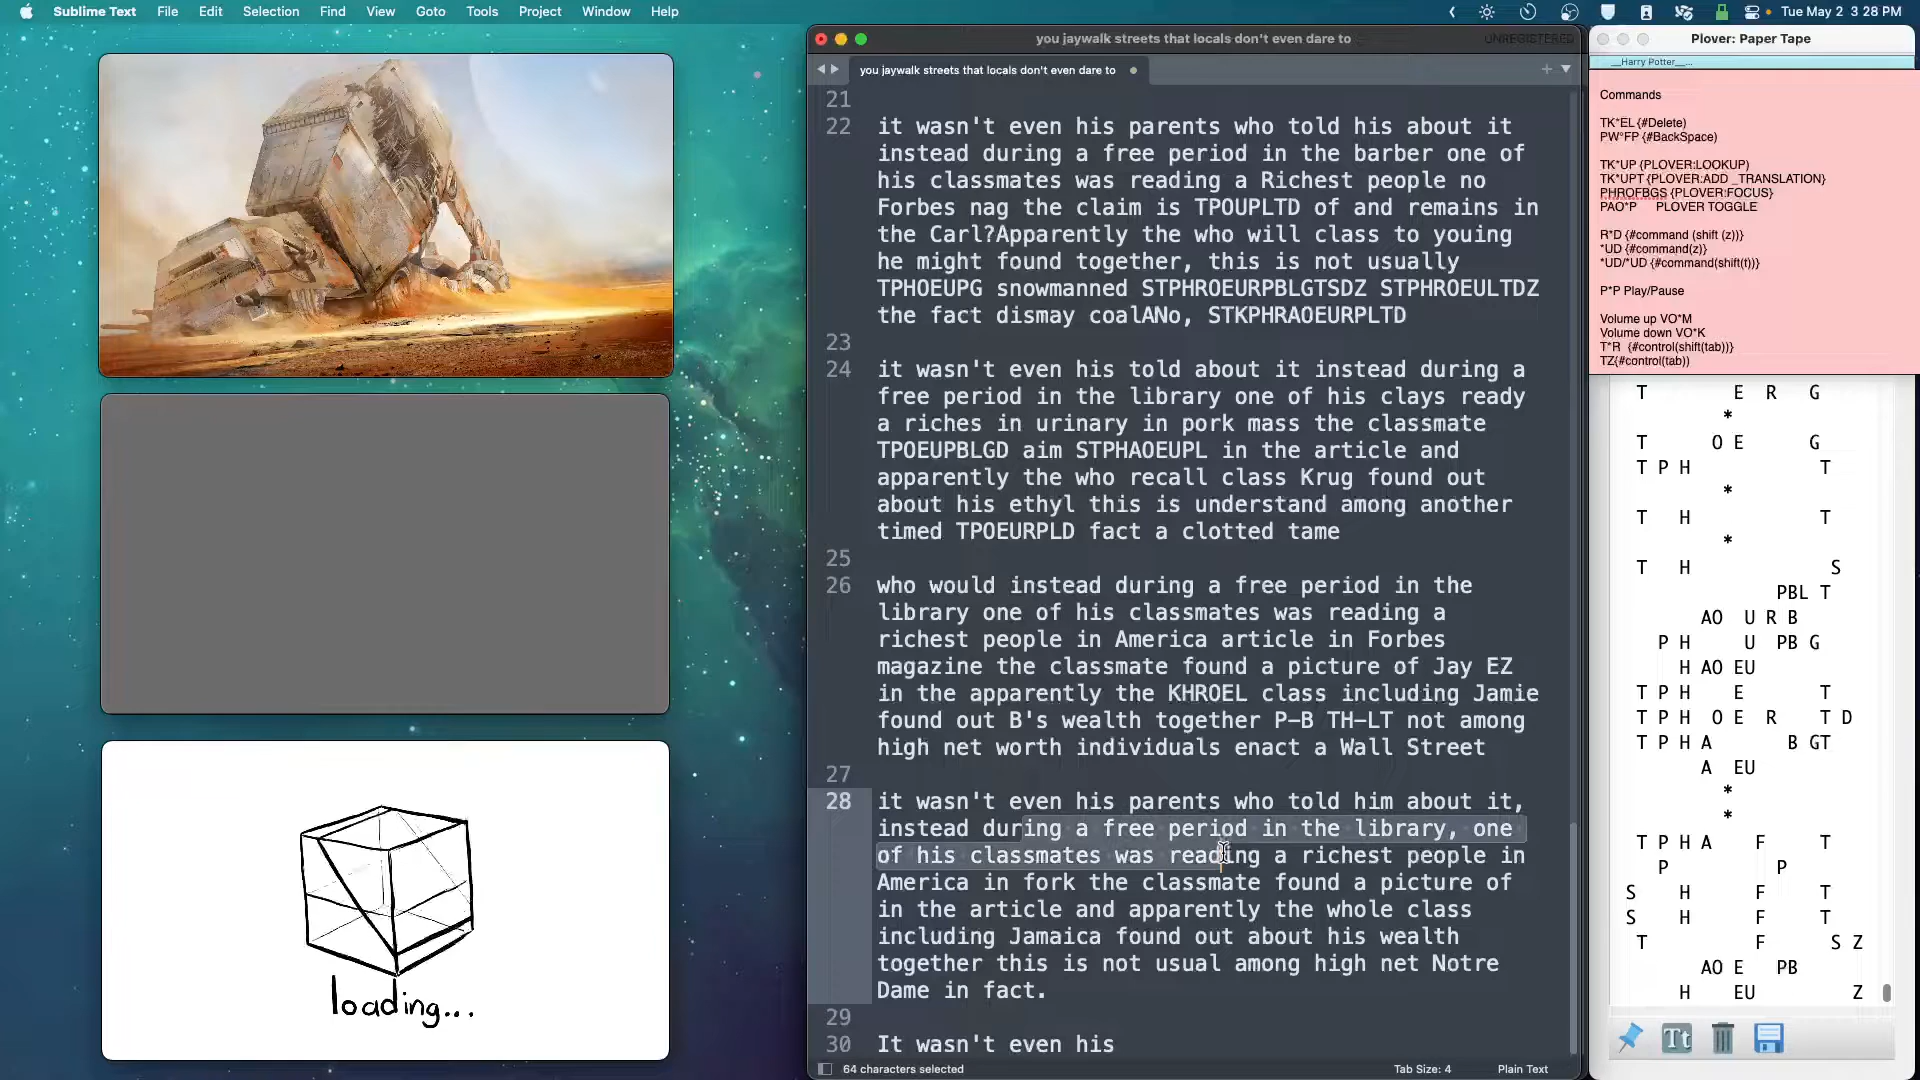 Sublime Text File Edit Selection Find View Goto Tools Project Window Help Tue May 2 3:28 PM
you jaywalk streets that locals don't even dare to UNREGISTERED
you jaywalk streets that locals don't even dare to
21
22 it wasn't even his parents who told his about it
instead during a free period in the barber one of
his classmates was reading a Richest people no
Forbes nag the claim is TPOUPLTD of and remains in
the Carl?Apparently the who will class to youing
he might found together, this is not usually
TPHOEUPG snowmanned STPHROEURPBLGTSDZ STPHROEULTDZ
the fact dismay coalANo, STKPHRAOEURPLTD
23
24 it wasn't even his told about it instead during a
free period in the library one of his clays ready
a riches in urinary in pork mass the classmate
TPOEUPBLGD aim STPHAOEUPL in the article and
apparently the who recall class Krug found out
about his ethyl this is understand among another
timed TPOEURPLD fact a clotted tame
25
26 who would instead during a free period in the
library one of his classmates was reading a
richest people in America article in Forbes
magazine the classmate found a picture of Jay EZ
in the apparently the KHROEL class including Jamie
found out B's wealth together P-B TH-LT not among
high net worth individuals enact a Wall Street
27
28 it wasn't even his parents who told him about it,
instead during a free period in the library, one
of his classmates was reading a richest people in
America in fork the classmate found a picture of
in the article and apparently the whole class
including Jamaica found out about his wealth
together this is not usual among high net Notre
Dame in fact.
29
30 It wasn't even his
64 characters selected Tab Size: 4 Plain Text
loading...
Plover: Paper Tape
__Harry Potter__...
Commands
TK*EL {#Delete)
PW*FP {#BackSpace)
TK*UP {PLOVER:LOOKUP)
TK*UPT {PLOVER:ADD _TRANSLATION}
PHROFBGS {PLOVER:FOCUS}
PAO*P PLOVER TOGGLE
R*D {#command (shift (z))}
*UD {#command(z)}
*UD/*UD {#command(shift(t))}
P*P Play/Pause
Volume up VO*M
Volume down VO*K
T*R {#control(shift(tab))}
TZ{#control(tab))
T E R G
*
T O E G
T P H T
*
T H T
*
T H S
PBL T
AO U R B
P H U PB G
H AO EU
T P H E T
T P H O E R T D
T P H A B GT
A EU
*
*
T P H A F T
P P
S H F T
S H F T
T F S Z
AO E PB
H EU Z
Tt